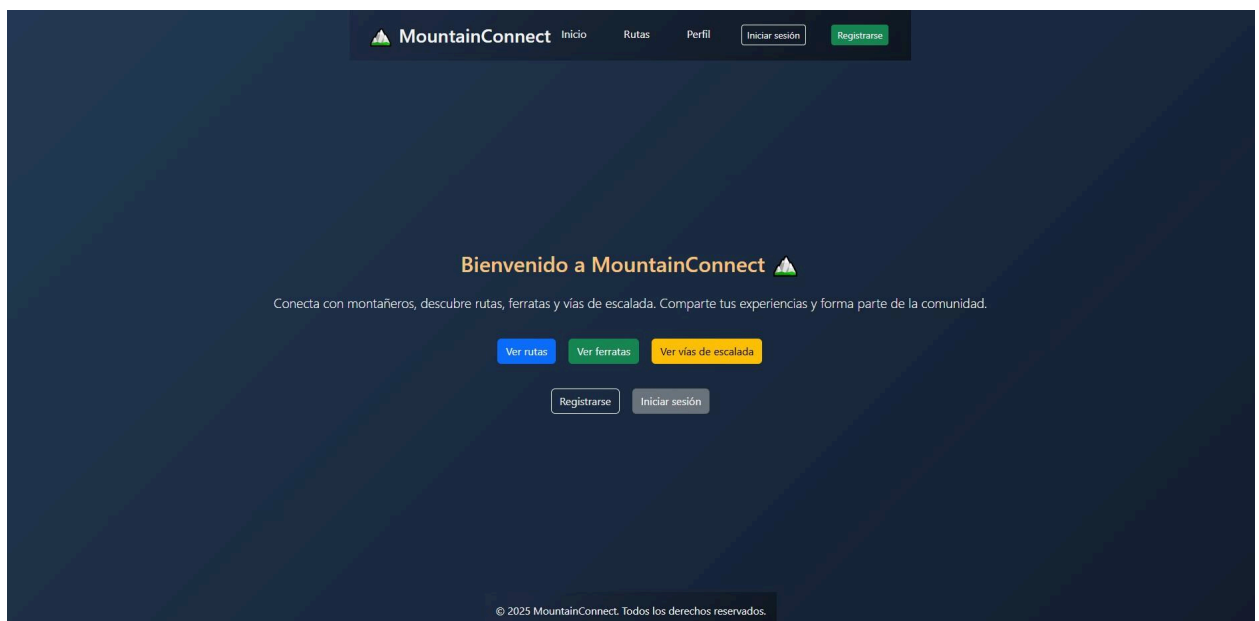 MountainConnect Inicio Rutas Perfil Iniciar sesión Registrarse
Bienvenido a MountainConnect
Conecta con montañeros, descubre rutas, ferratas y vías de escalada. Comparte tus experiencias y forma parte de la comunidad.
Ver rutas Ver ferratas Ver vías de escalada
Registrarse Iniciar sesión
© 2025 MountainConnect. Todos los derechos reservados.